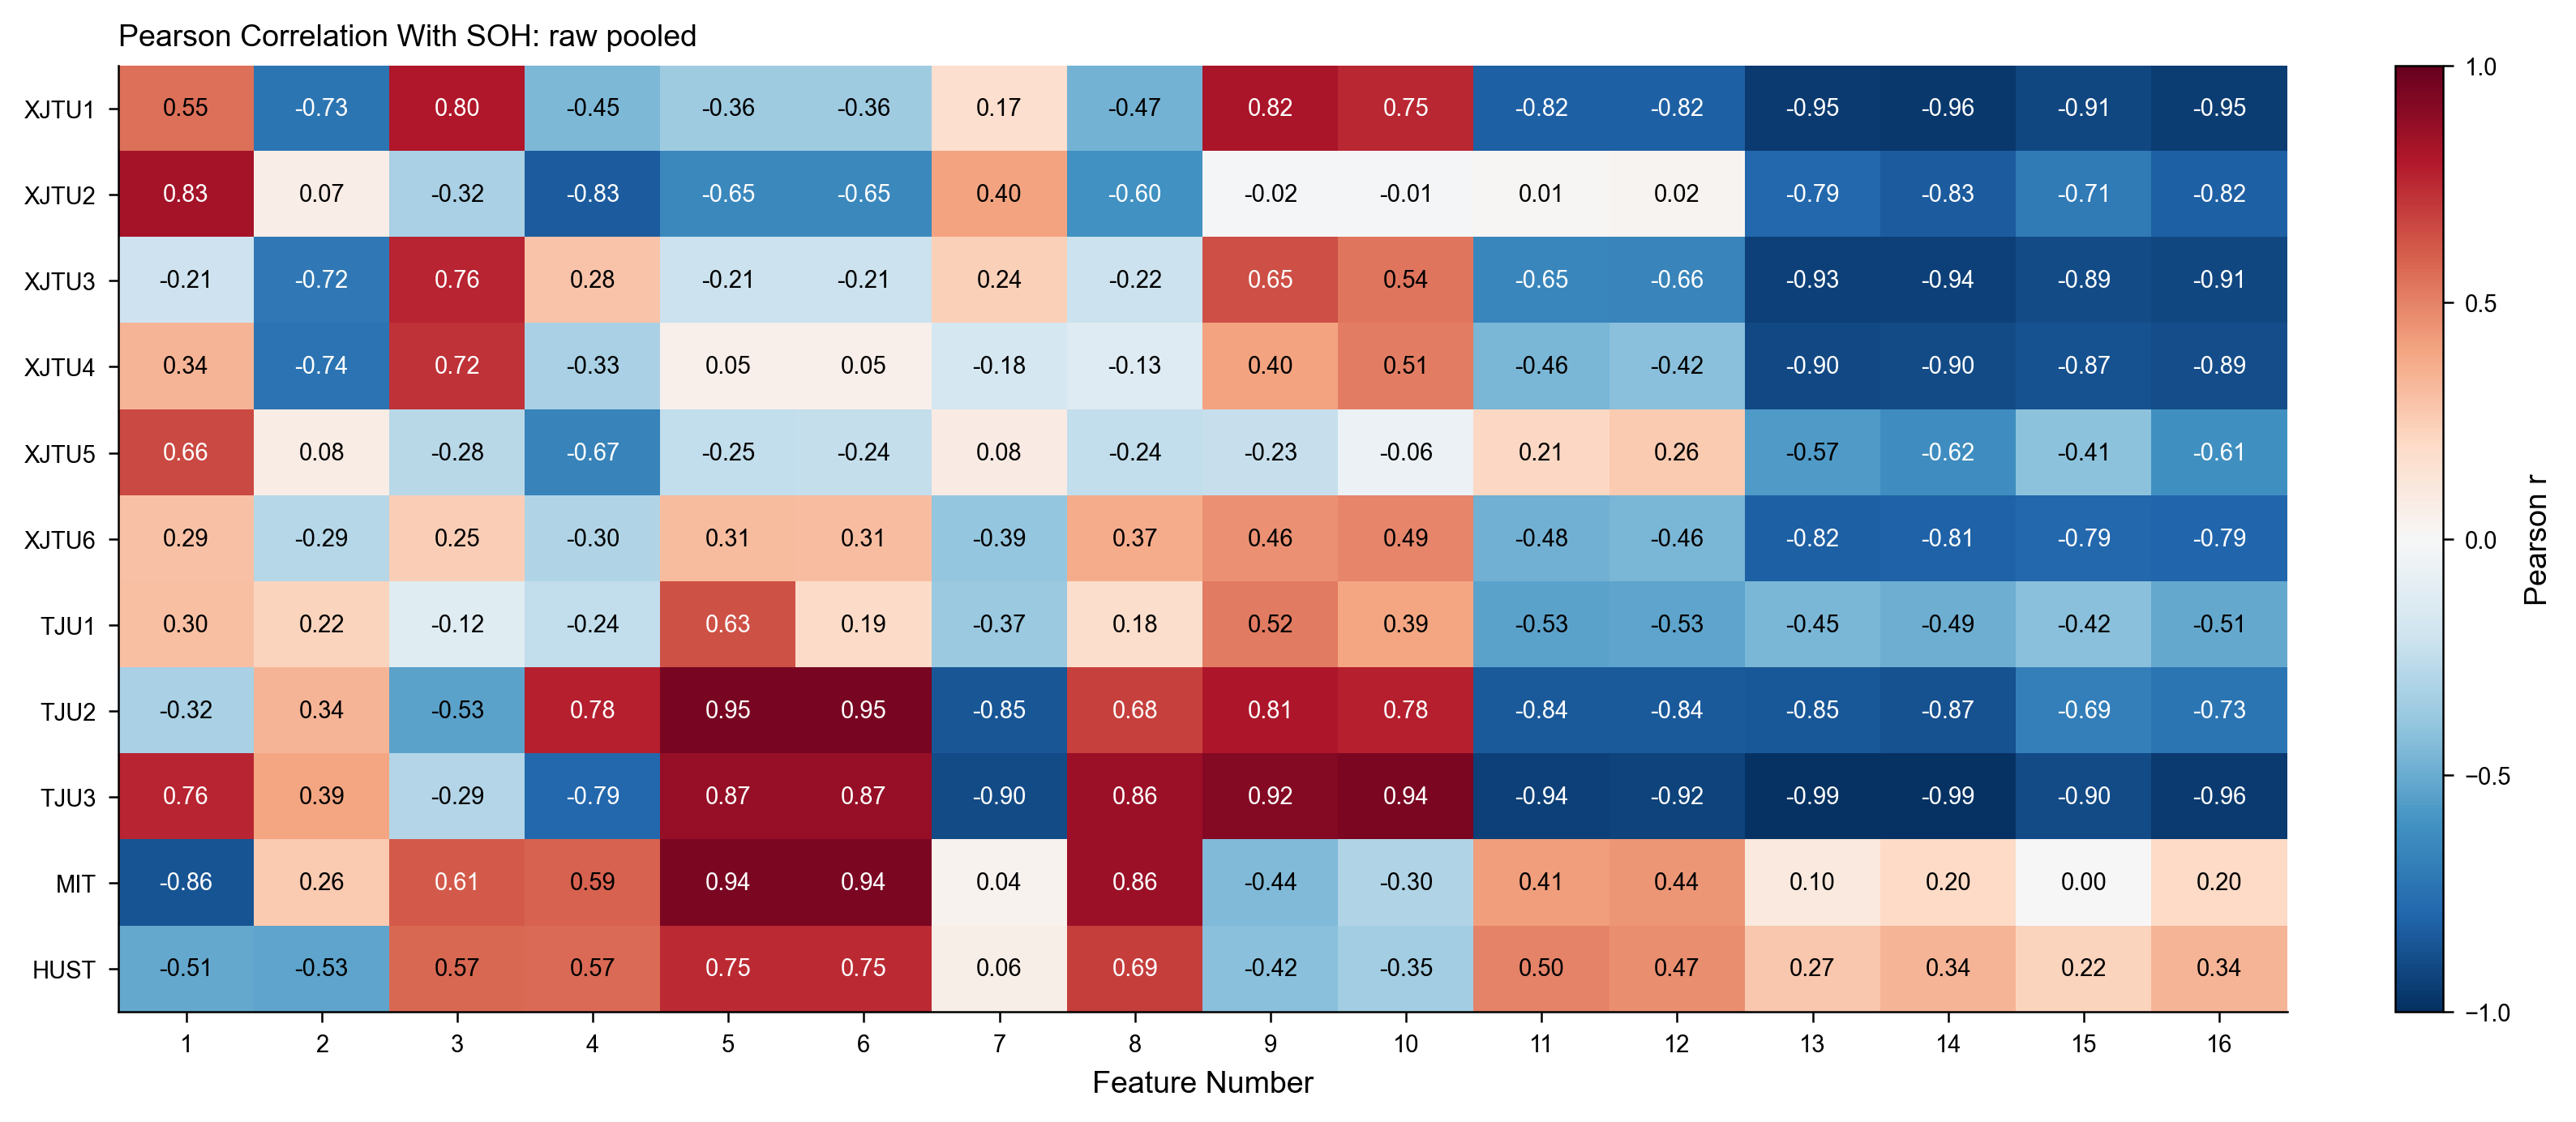 Pearson Correlation With SOH: raw pooled
XJTU1 0.55 -0.73 0.80 -0.45 -0.36 -0.36 0.17 -0.47 0.82 0.75 -0.82 -0.82 -0.95 -0.96 -0.91 -0.95
XJTU2 0.83 0.07 -0.32 -0.83 -0.65 -0.65 0.40 -0.60 -0.02 -0.01 0.01 0.02 -0.79 -0.83 -0.71 -0.82
XJTU3 -0.21 -0.72 0.76 0.28 -0.21 -0.21 0.24 -0.22 0.65 0.54 -0.65 -0.66 -0.93 -0.94 -0.89 -0.91
XJTU4 0.34 -0.74 0.72 -0.33 0.05 0.05 -0.18 -0.13 0.40 0.51 -0.46 -0.42 -0.90 -0.90 -0.87 -0.89
XJTU5 0.66 0.08 -0.28 -0.67 -0.25 -0.24 0.08 -0.24 -0.23 -0.06 0.21 0.26 -0.57 -0.62 -0.41 -0.61
XJTU6 0.29 -0.29 0.25 -0.30 0.31 0.31 -0.39 0.37 0.46 0.49 -0.48 -0.46 -0.82 -0.81 -0.79 -0.79
TJU1 0.30 0.22 -0.12 -0.24 0.63 0.19 -0.37 0.18 0.52 0.39 -0.53 -0.53 -0.45 -0.49 -0.42 -0.51
TJU2 -0.32 0.34 -0.53 0.78 0.95 0.95 -0.85 0.68 0.81 0.78 -0.84 -0.84 -0.85 -0.87 -0.69 -0.73
TJU3 0.76 0.39 -0.29 -0.79 0.87 0.87 -0.90 0.86 0.92 0.94 -0.94 -0.92 -0.99 -0.99 -0.90 -0.96
MIT -0.86 0.26 0.61 0.59 0.94 0.94 0.04 0.86 -0.44 -0.30 0.41 0.44 0.10 0.20 0.00 0.20
HUST -0.51 -0.53 0.57 0.57 0.75 0.75 0.06 0.69 -0.42 -0.35 0.50 0.47 0.27 0.34 0.22 0.34
1 2 3 4 5 6 7 8 9 10 11 12 13 14 15 16
Feature Number
1.0
0.5
0.0
−0.5
−1.0
Pearson r